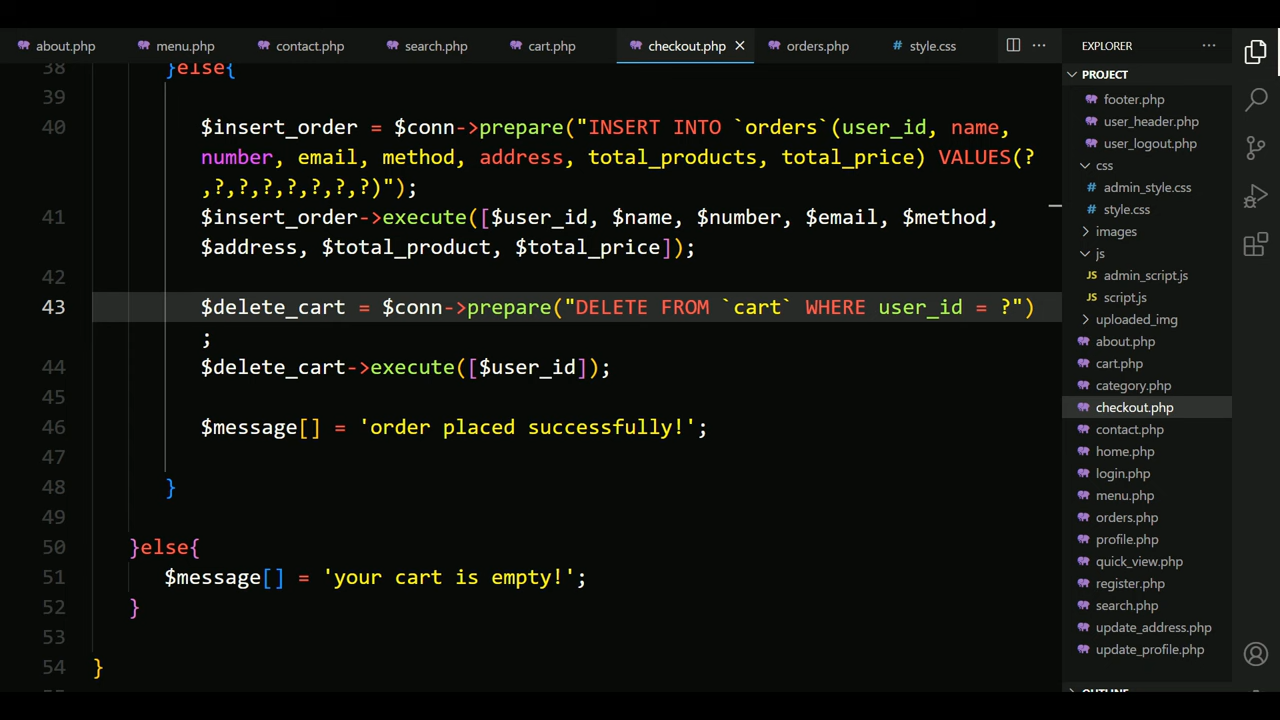 about.php
menu.php
contact.php
search.php
cart.php
checkout.php
orders.php
# style.css
EXPLORER
38 }else{
39
40 $insert_order = $conn->prepare("INSERT INTO `orders`(user_id, name,
number, email, method, address, total_products, total_price) VALUES(?
,?,?,?,?,?,?,?)");
41 $insert_order->execute([$user_id, $name, $number, $email, $method,
$address, $total_product, $total_price]);
42
43 $delete_cart = $conn->prepare("DELETE FROM `cart` WHERE user_id = ?")
;
44 $delete_cart->execute([$user_id]);
45
46 $message[] = 'order placed successfully!';
47
48 }
49
50 }else{
51 $message[] = 'your cart is empty!';
52 }
53
54 }
PROJECT
footer.php
user_header.php
user_logout.php
css
# admin_style.css
# style.css
images
js
JS admin_script.js
JS script.js
uploaded_img
about.php
cart.php
category.php
checkout.php
contact.php
home.php
login.php
menu.php
orders.php
profile.php
quick_view.php
register.php
search.php
update_address.php
update_profile.php
OUTLINE